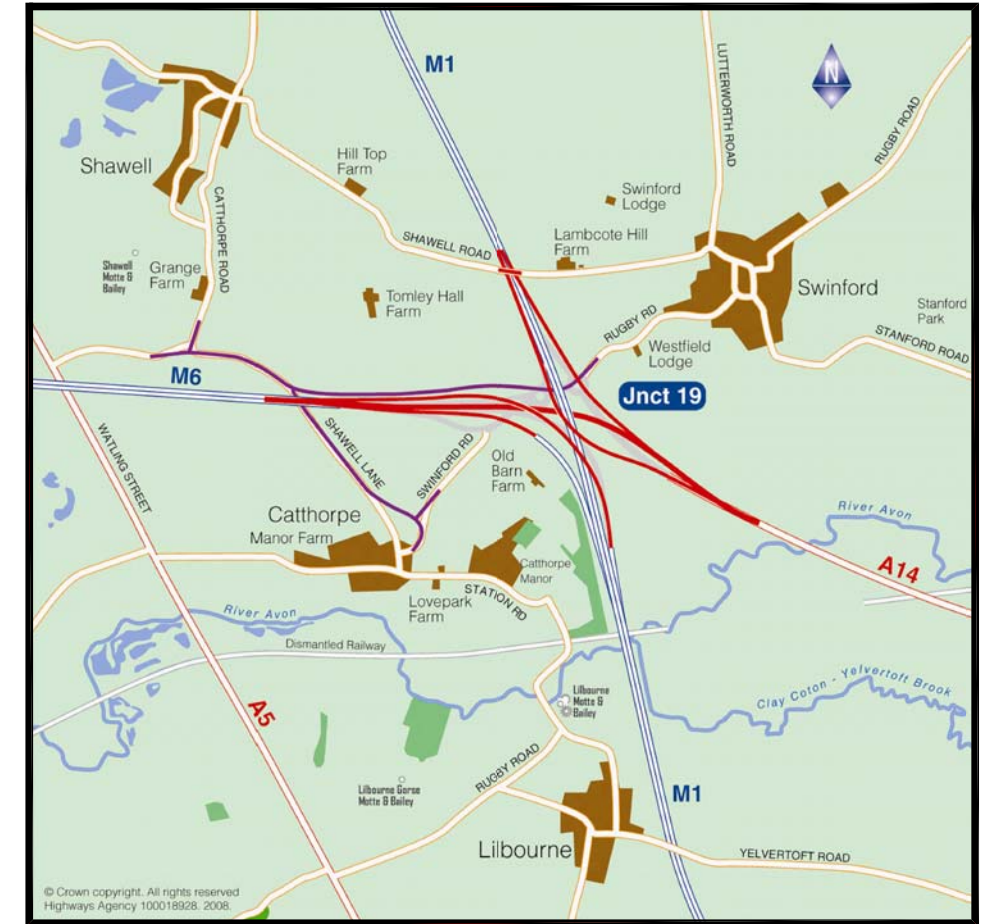 M1
N
LUTTERWORTH ROAD
RUGBY ROAD
Shawell
Hill Top
Farm
CATTHORPE ROAD
Swinford
Lodge
SHAWELL ROAD
Lambcote Hill
Farm
Shawell
Motte &
Bailey
Grange
Farm
Tomley Hall
Farm
Swinford
Stanford
Park
RUGBY RD
STANFORD ROAD
Westfield
Lodge
M6
Jnct 19
WATLING STREET
SHAWELL LANE
SWINFORD RD
Old
Barn
Farm
Catthorpe
Manor Farm
River Avon
A14
Catthorpe
Manor
Lovepark
Farm
STATION RD
River Avon
Dismantled Railway
Lilbourne
Motte &
Bailey
Clay Coton - Yelvertoft Brook
A5
RUGBY ROAD
Lilbourne Gorse
Motte & Bailey
M1
Lilbourne
YELVERTOFT ROAD
© Crown copyright. All rights reserved
Highways Agency 100018928. 2008.